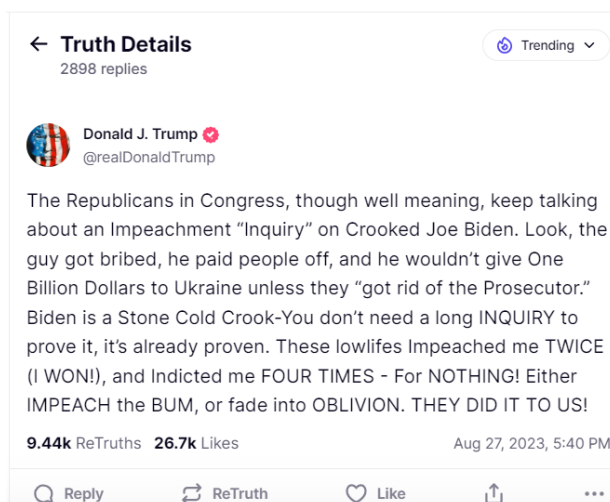 ← Truth Details
Trending
2898 replies
Donald J. Trump
@realDonaldTrump
The Republicans in Congress, though well meaning, keep talking
about an Impeachment “Inquiry” on Crooked Joe Biden. Look, the
guy got bribed, he paid people off, and he wouldn’t give One
Billion Dollars to Ukraine unless they “got rid of the Prosecutor.”
Biden is a Stone Cold Crook-You don’t need a long INQUIRY to
prove it, it’s already proven. These lowlifes Impeached me TWICE
(I WON!), and Indicted me FOUR TIMES - For NOTHING! Either
IMPEACH the BUM, or fade into OBLIVION. THEY DID IT TO US!
9.44k ReTruths 26.7k Likes Aug 27, 2023, 5:40 PM
Reply ReTruth Like